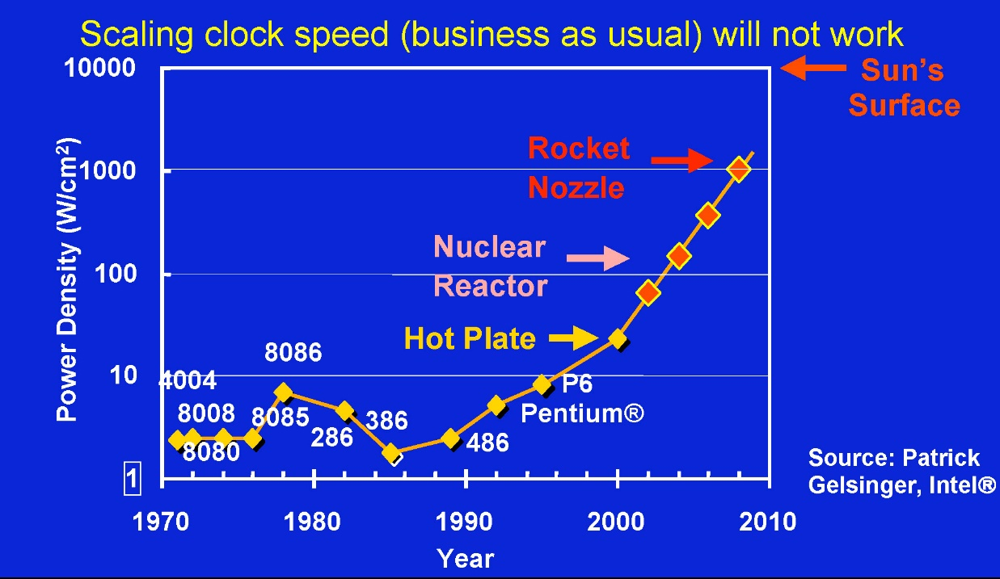 Scaling clock speed (business as usual) will not work
10000
Sun's
Surface
Rocket
Nozzle
1000
Power Density (W/cm²)
Nuclear
Reactor
100
Hot Plate
8086
10
4004
P6
8008
8085
386
Pentium®
286
486
8080
Source: Patrick
Gelsinger, Intel®
1
1970
1980
1990
2000
2010
Year